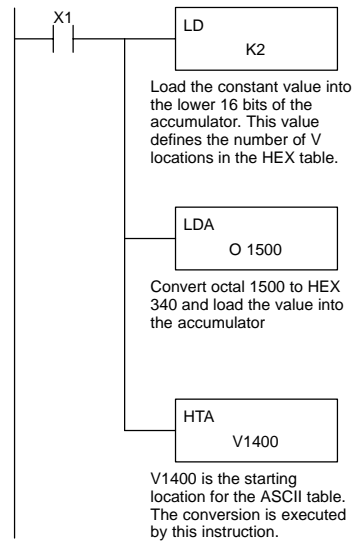 X1
LD
K2
Load the constant value into
the lower 16 bits of the
accumulator. This value
defines the number of V
locations in the HEX table.
LDA
O 1500
Convert octal 1500 to HEX
340 and load the value into
the accumulator
HTA
V1400
V1400 is the starting
location for the ASCII table.
The conversion is executed
by this instruction.